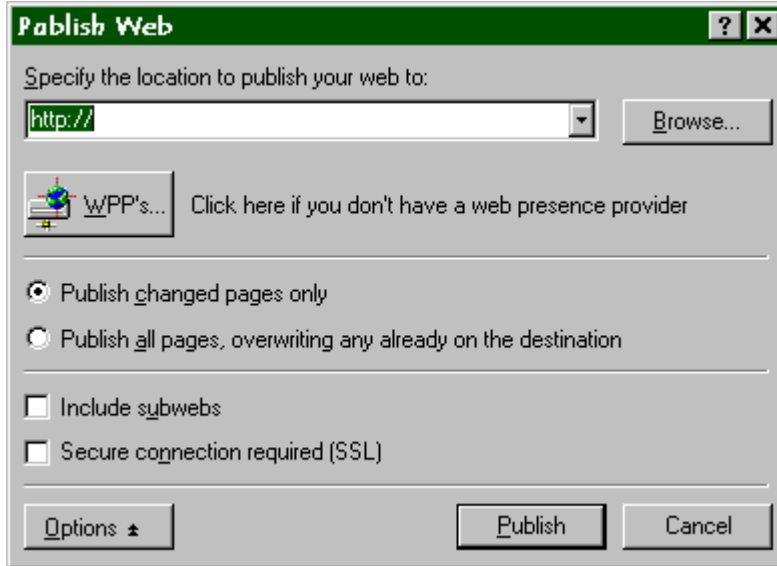 Publish Web
Specify the location to publish your web to:
http://
Browse...
WPP's... Click here if you don't have a web presence provider
Publish changed pages only
Publish all pages, overwriting any already on the destination
Include subwebs
Secure connection required (SSL)
Options Publish Cancel